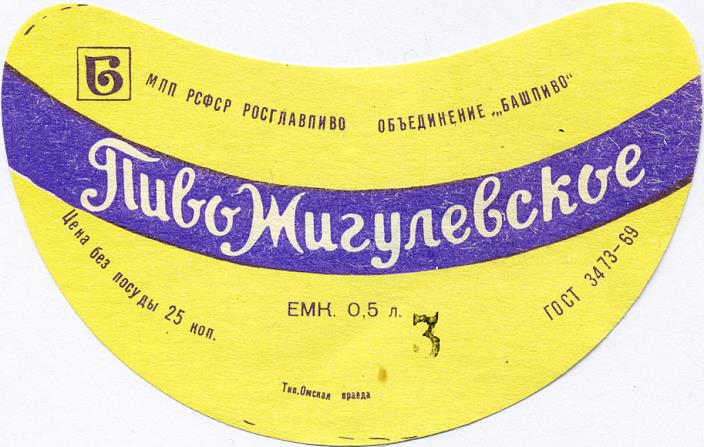 Б
МПП РСФСР РОСГЛАВПИВО ОБЪЕДИНЕНИЕ „БАШПИВО“
Пиво Жигулевское
Цена без посуды 25 коп.
ЕМК. 0,5 л.
ГОСТ 3473-69
3
Тип.Омская правда